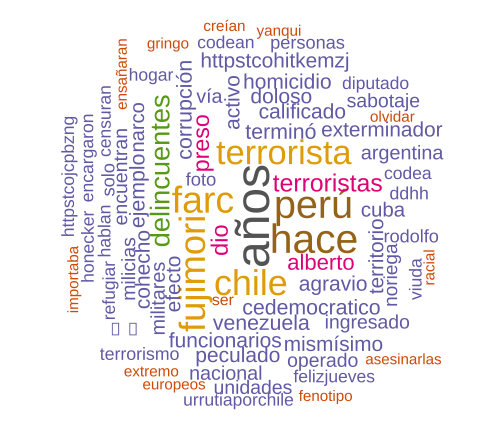 creían
yanqui
gringo codean personas
httpstcohitkemzj
hogar homicidio diputado
vía activo doloso sabotaje
ensañaran
corrupción
calificado olvidar
preso terminó exterminador
terrorista argentina
foto terroristas codea
delincuentes
farc perú ddhh
años cuba
httpstcojcpbzng
encargaron
censuran
solo
encuentran
ejemplonarco
dio hace rodolfo
honecker
hablan
alberto territorio
fujimori
chile agravio noriega
importaba
refugiar
milicias
cohecho
efecto
militares
viuda
racial
ser cedemocratico
venezuela ingresado
funcionarios mismísimo
terrorismo peculado operado asesinarlas
extremo nacional felizjueves
europeos unidades fenotipo
urrutiaporchile